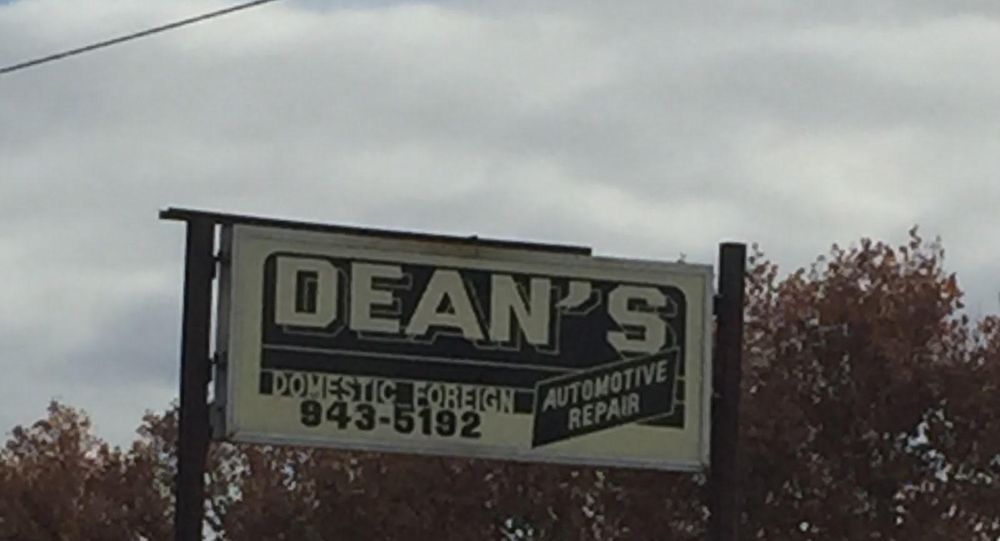 DEAN'S
DOMESTIC FOREIGN
943-5192
AUTOMOTIVE
REPAIR